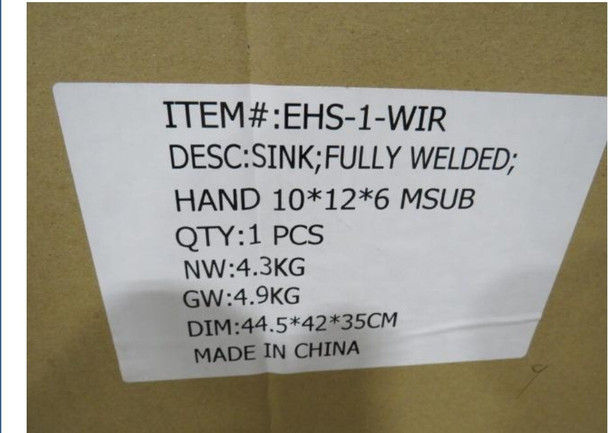 ITEM#:EHS-1-WIR
DESC:SINK;FULLY WELDED;
HAND 10*12*6 MSUB
QTY:1 PCS
NW:4.3KG
GW:4.9KG
DIM:44.5*42*35CM
MADE IN CHINA